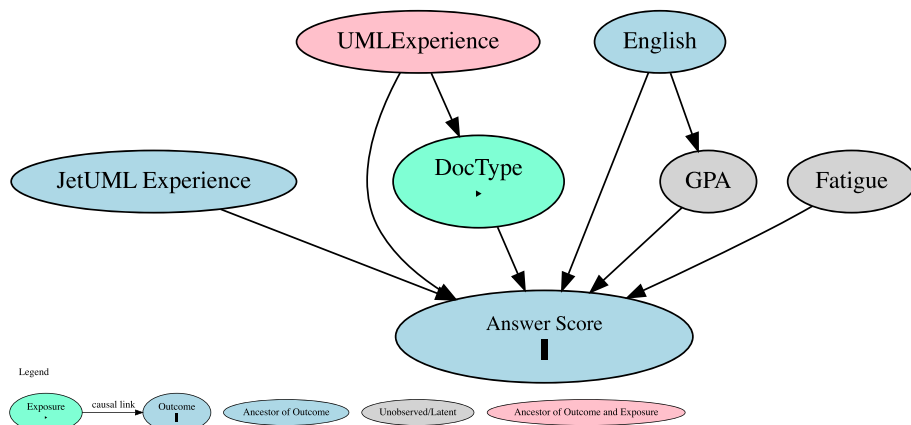 UMLExperience
English
JetUML Experience
DocType
GPA
Fatigue
Answer Score
Legend
Exposure
causal link
Outcome
Ancestor of Outcome
Unobserved/Latent
Ancestor of Outcome and Exposure